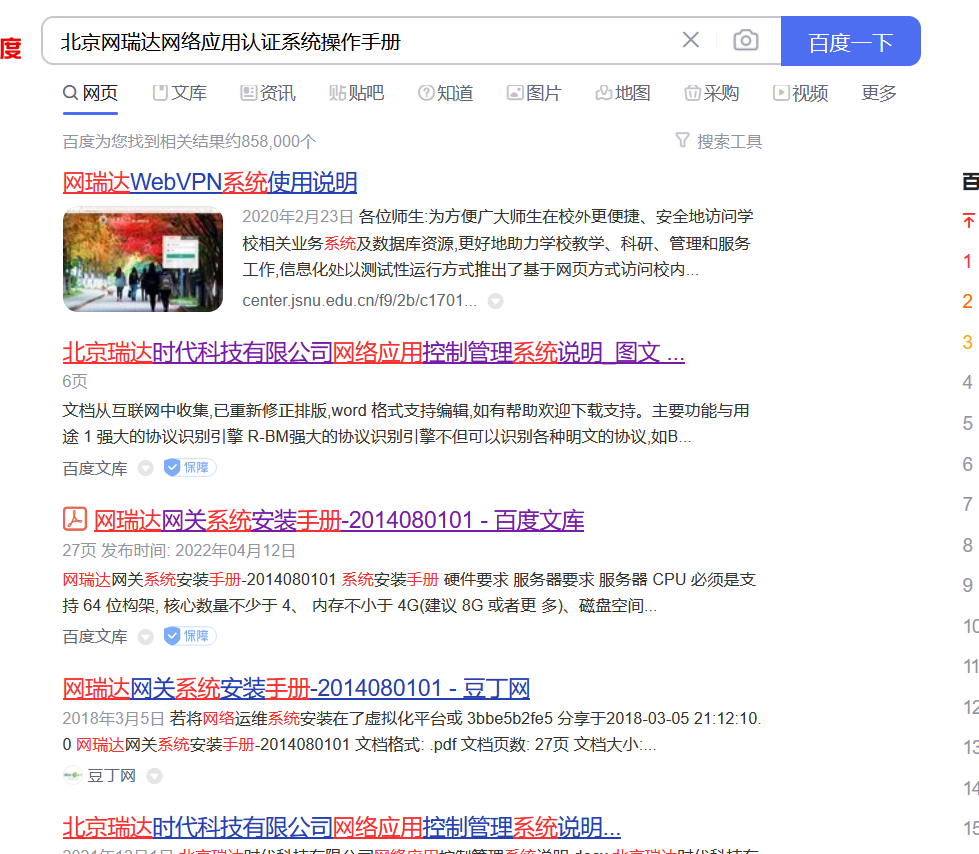 度
北京网瑞达网络应用认证系统操作手册
百度一下
网页 文库 资讯 贴吧 知道 图片 地图 采购 视频 更多
百度为您找到相关结果约858,000个 搜索工具
网瑞达WebVPN系统使用说明
2020年2月23日 各位师生:为方便广大师生在校外更便捷、安全地访问学
校相关业务系统及数据库资源,更好地助力学校教学、科研、管理和服务
工作,信息化处以测试性运行方式推出了基于网页方式访问校内...
center.jsnu.edu.cn/f9/2b/c1701...
北京瑞达时代科技有限公司网络应用控制管理系统说明_图文 ...
6页
文档从互联网中收集,已重新修正排版,word 格式支持编辑,如有帮助欢迎下载支持。主要功能与用
途 1 强大的协议识别引擎 R-BM强大的协议识别引擎不但可以识别各种明文的协议,如B...
百度文库 保障
网瑞达网关系统安装手册-2014080101 - 百度文库
27页 发布时间: 2022年04月12日
网瑞达网关系统安装手册-2014080101 系统安装手册 硬件要求 服务器要求 服务器 CPU 必须是支
持 64 位构架, 核心数量不少于 4、 内存不小于 4G(建议 8G 或者更 多)、磁盘空间...
百度文库 保障
网瑞达网关系统安装手册-2014080101 - 豆丁网
2018年3月5日 若将网络运维系统安装在了虚拟化平台或 3bbe5b2fe5 分享于2018-03-05 21:12:10.
0 网瑞达网关系统安装手册-2014080101 文档格式: .pdf 文档页数: 27页 文档大小:...
豆丁网
北京瑞达时代科技有限公司网络应用控制管理系统说明...
百
1
2
3
4
5
6
7
8
9
10
11
12
13
14
15